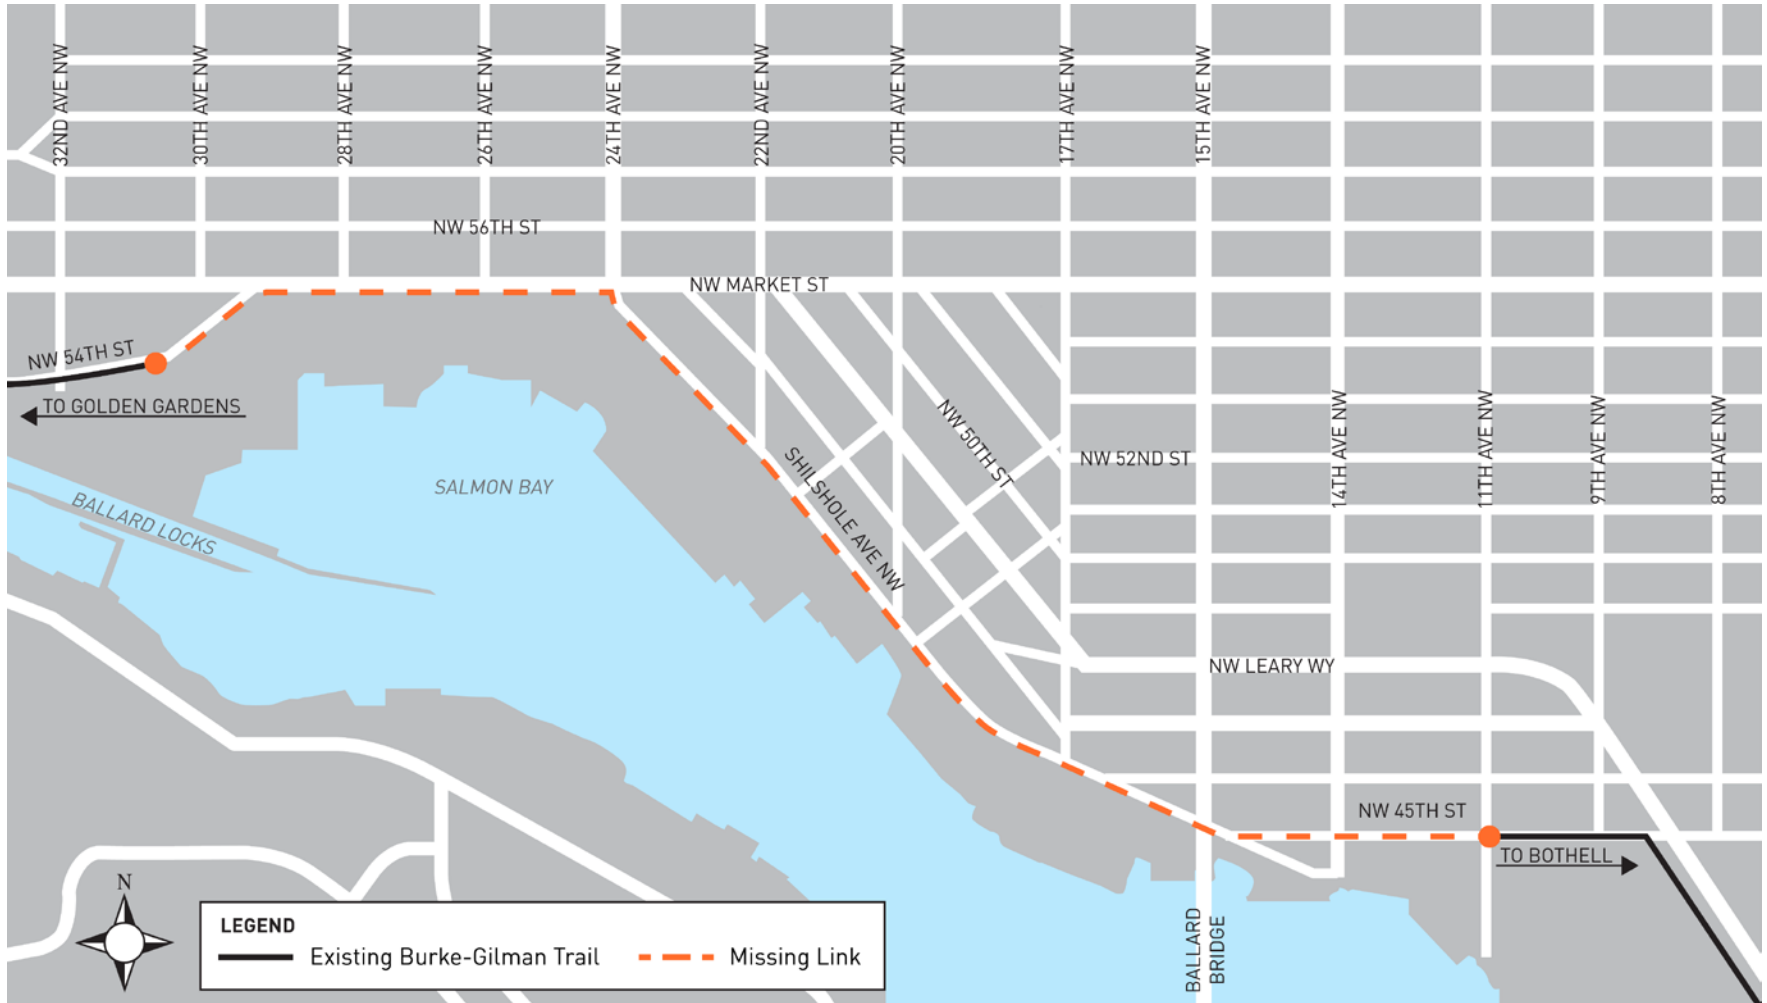 32ND AVE NW
30TH AVE NW
28TH AVE NW
26TH AVE NW
24TH AVE NW
22ND AVE NW
20TH AVE NW
17TH AVE NW
15TH AVE NW
NW 56TH ST
NW MARKET ST
NW 54TH ST
TO GOLDEN GARDENS
SALMON BAY
BALLARD LOCKS
SHILSHOLE AVE NW
NW 50TH ST
NW 52ND ST
14TH AVE NW
11TH AVE NW
9TH AVE NW
8TH AVE NW
NW LEARY WY
NW 45TH ST
TO BOTHELL
BALLARD
BRIDGE
N
LEGEND
Existing Burke-Gilman Trail
Missing Link